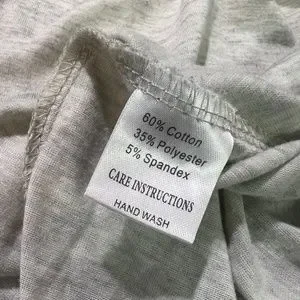 60% Cotton
35% Polyester
5% Spandex
CARE INSTRUCTIONS
HAND WASH